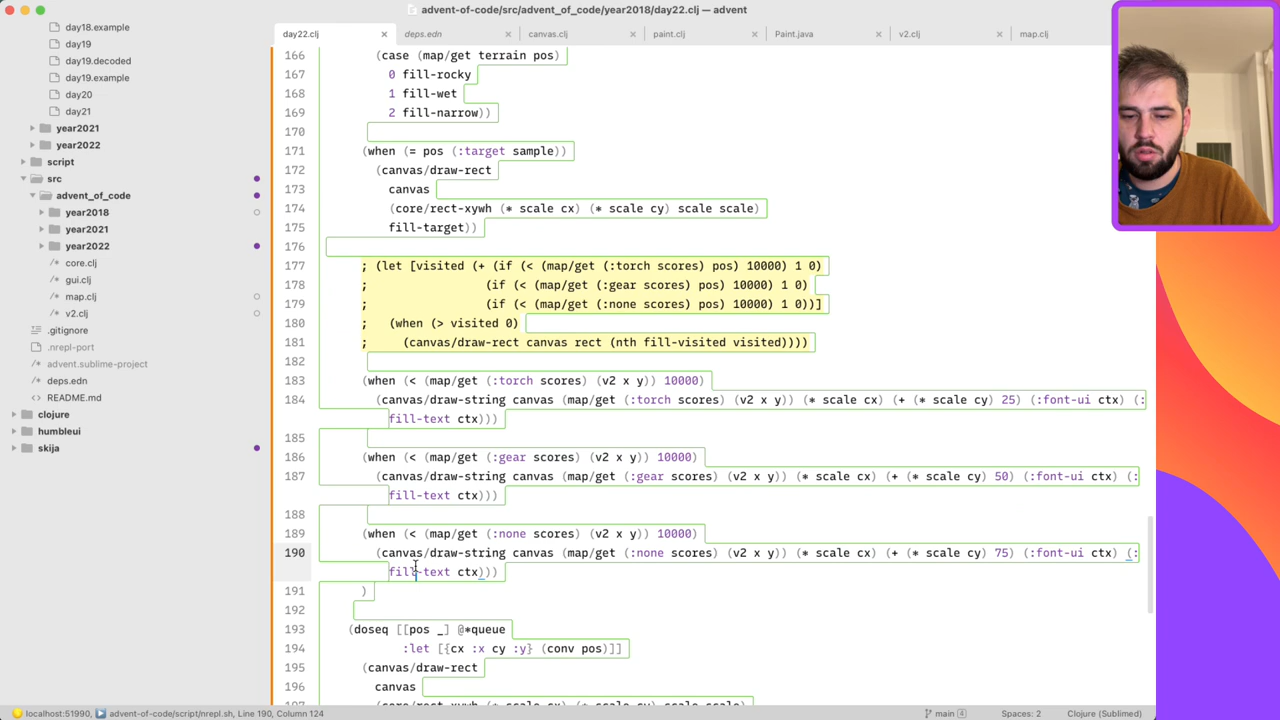 advent-of-code/src/advent_of_code/year2018/day22.clj — advent
day22.clj
deps.edn
canvas.clj
paint.clj
Paint.java
v2.clj
map.clj
day18.example
day19
day19.decoded
day19.example
day20
day21
year2021
year2022
script
src
advent_of_code
year2018
year2021
year2022
core.clj
gui.clj
map.clj
v2.clj
.gitignore
.nrepl-port
advent.sublime-project
deps.edn
README.md
clojure
humbleui
skija
166 (case (map/get terrain pos)
167 0 fill-rocky
168 1 fill-wet
169 2 fill-narrow))
170
171 (when (= pos (:target sample))
172 (canvas/draw-rect
173 canvas
174 (core/rect-xywh (* scale cx) (* scale cy) scale scale)
175 fill-target))
176
177 ; (let [visited (+ (if (< (map/get (:torch scores) pos) 10000) 1 0)
178 ; (if (< (map/get (:gear scores) pos) 10000) 1 0)
179 ; (if (< (map/get (:none scores) pos) 10000) 1 0))]
180 ; (when (> visited 0)
181 ; (canvas/draw-rect canvas rect (nth fill-visited visited))))
182
183 (when (< (map/get (:torch scores) (v2 x y)) 10000)
184 (canvas/draw-string canvas (map/get (:torch scores) (v2 x y)) (* scale cx) (+ (* scale cy) 25) (:font-ui ctx) (:
fill-text ctx)))
185
186 (when (< (map/get (:gear scores) (v2 x y)) 10000)
187 (canvas/draw-string canvas (map/get (:gear scores) (v2 x y)) (* scale cx) (+ (* scale cy) 50) (:font-ui ctx) (:
fill-text ctx)))
188
189 (when (< (map/get (:none scores) (v2 x y)) 10000)
190 (canvas/draw-string canvas (map/get (:none scores) (v2 x y)) (* scale cx) (+ (* scale cy) 75) (:font-ui ctx) (:
fill-text ctx)))
191 )
192
193 (doseq [[pos _] @*queue
194 :let [{cx :x cy :y} (conv pos)]]
195 (canvas/draw-rect
196 canvas
localhost:51990, advent-of-code/script/nrepl.sh, Line 190, Column 124
main 4
Spaces: 2
Clojure (Sublimed)